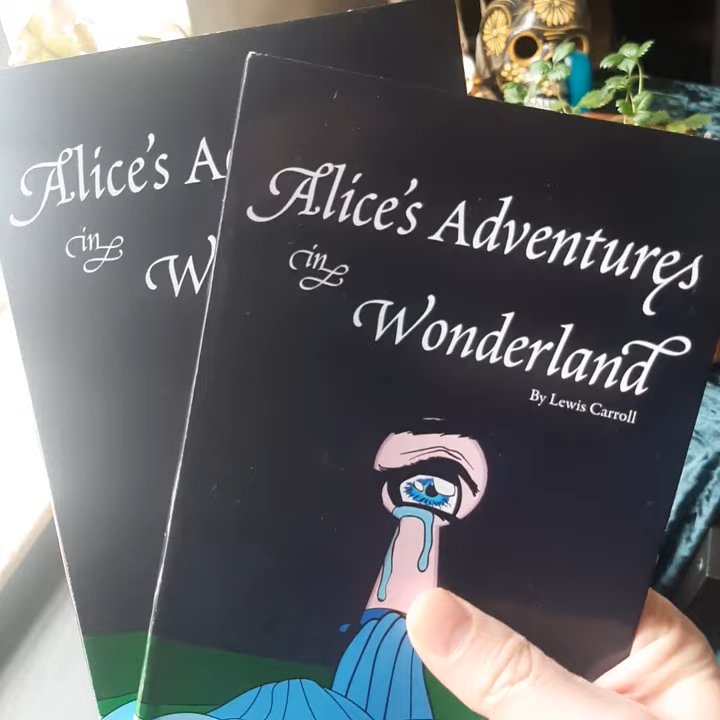 Alice's A
in
W
Alice's Adventures
in
Wonderland
By Lewis Carroll